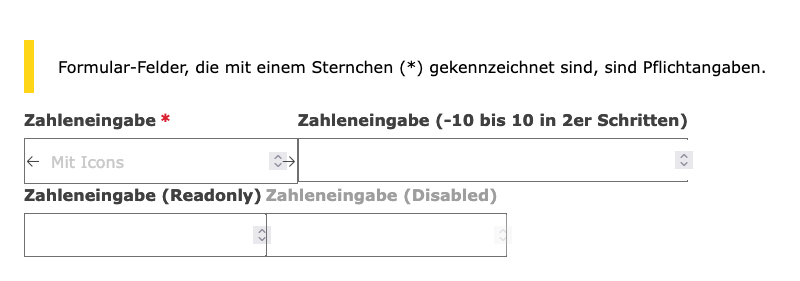 Formular-Felder, die mit einem Sternchen (*) gekennzeichnet sind, sind Pflichtangaben.
Zahleneingabe * Zahleneingabe (-10 bis 10 in 2er Schritten)
Mit Icons
Zahleneingabe (Readonly) Zahleneingabe (Disabled)